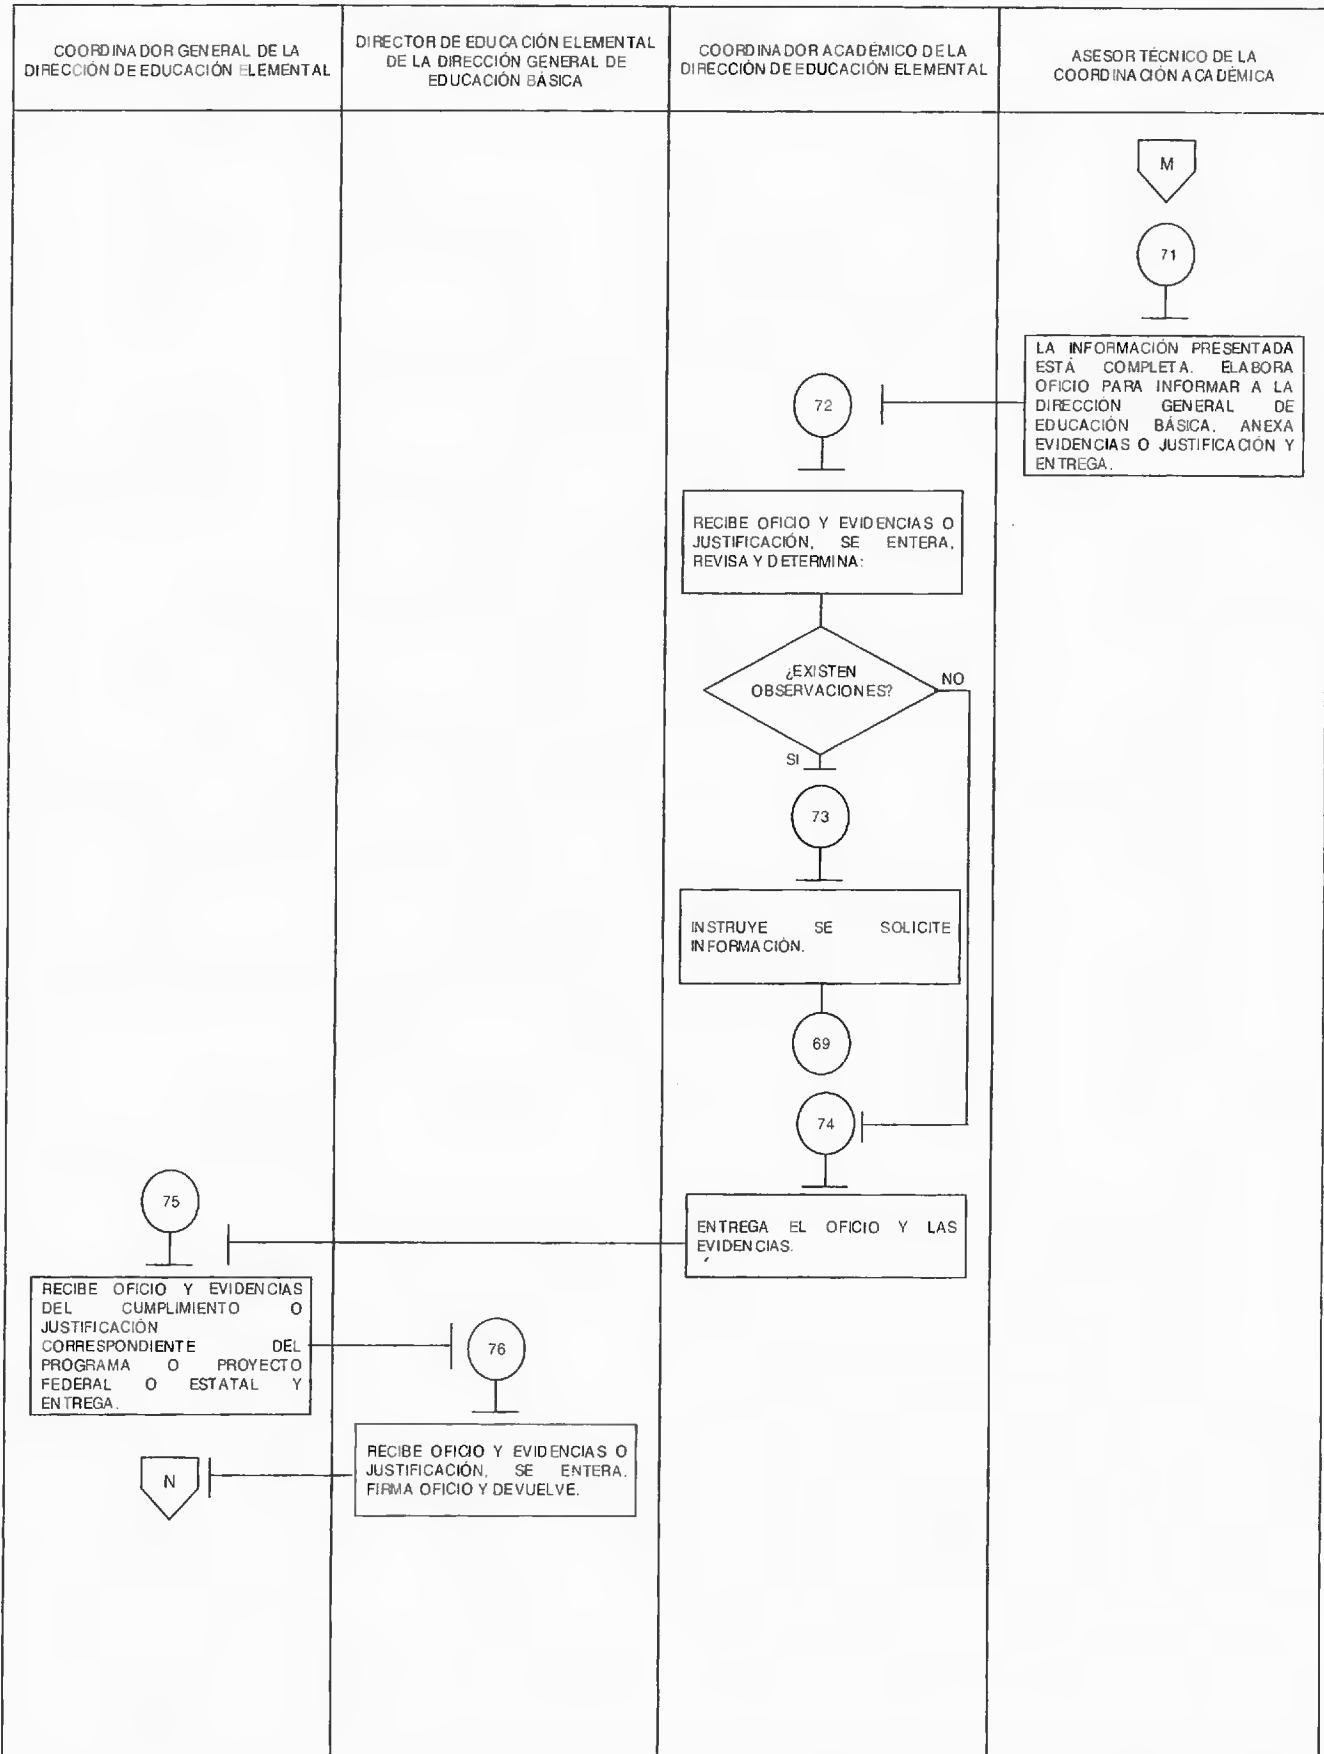 COORDINADOR GENERAL DE LA
DIRECCIÓN DE EDUCACIÓN ELEMENTAL
DIRECTOR DE EDUCACIÓN ELEMENTAL
DE LA DIRECCIÓN GENERAL DE
EDUCACIÓN BÁSICA
COORDINADOR ACADÉMICO DE LA
DIRECCIÓN DE EDUCACIÓN ELEMENTAL
ASESOR TÉCNICO DE LA
COORDINACIÓN ACADÉMICA
M
71
LA INFORMACIÓN PRESENTADA
ESTÁ COMPLETA. ELABORA
OFICIO PARA INFORMAR A LA
DIRECCIÓN GENERAL DE
EDUCACIÓN BÁSICA, ANEXA
EVIDENCIAS O JUSTIFICACIÓN Y
ENTREGA.
72
RECIBE OFICIO Y EVIDENCIAS O
JUSTIFICACIÓN, SE ENTERA,
REVISA Y DETERMINA:
¿EXISTEN
OBSERVACIONES?
NO
SI
73
INSTRUYE SE SOLICITE
INFORMACIÓN.
69
74
ENTREGA EL OFICIO Y LAS
EVIDENCIAS.
75
RECIBE OFICIO Y EVIDENCIAS
DEL CUMPLIMIENTO O
JUSTIFICACIÓN
CORRESPONDIENTE DEL
PROGRAMA O PROYECTO
FEDERAL O ESTATAL Y
ENTREGA.
76
RECIBE OFICIO Y EVIDENCIAS O
JUSTIFICACIÓN, SE ENTERA.
FIRMA OFICIO Y DEVUELVE.
N